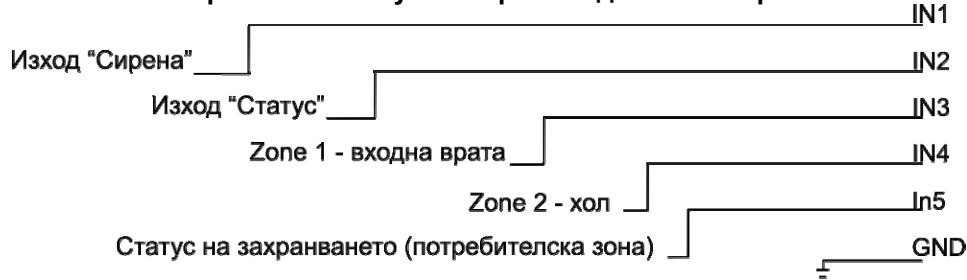 IN1
Изход “Сирена”
IN2
Изход “Статус”
IN3
Zone 1 - входна врата
IN4
Zone 2 - хол
In5
Статус на захранването (потребителска зона)
GND